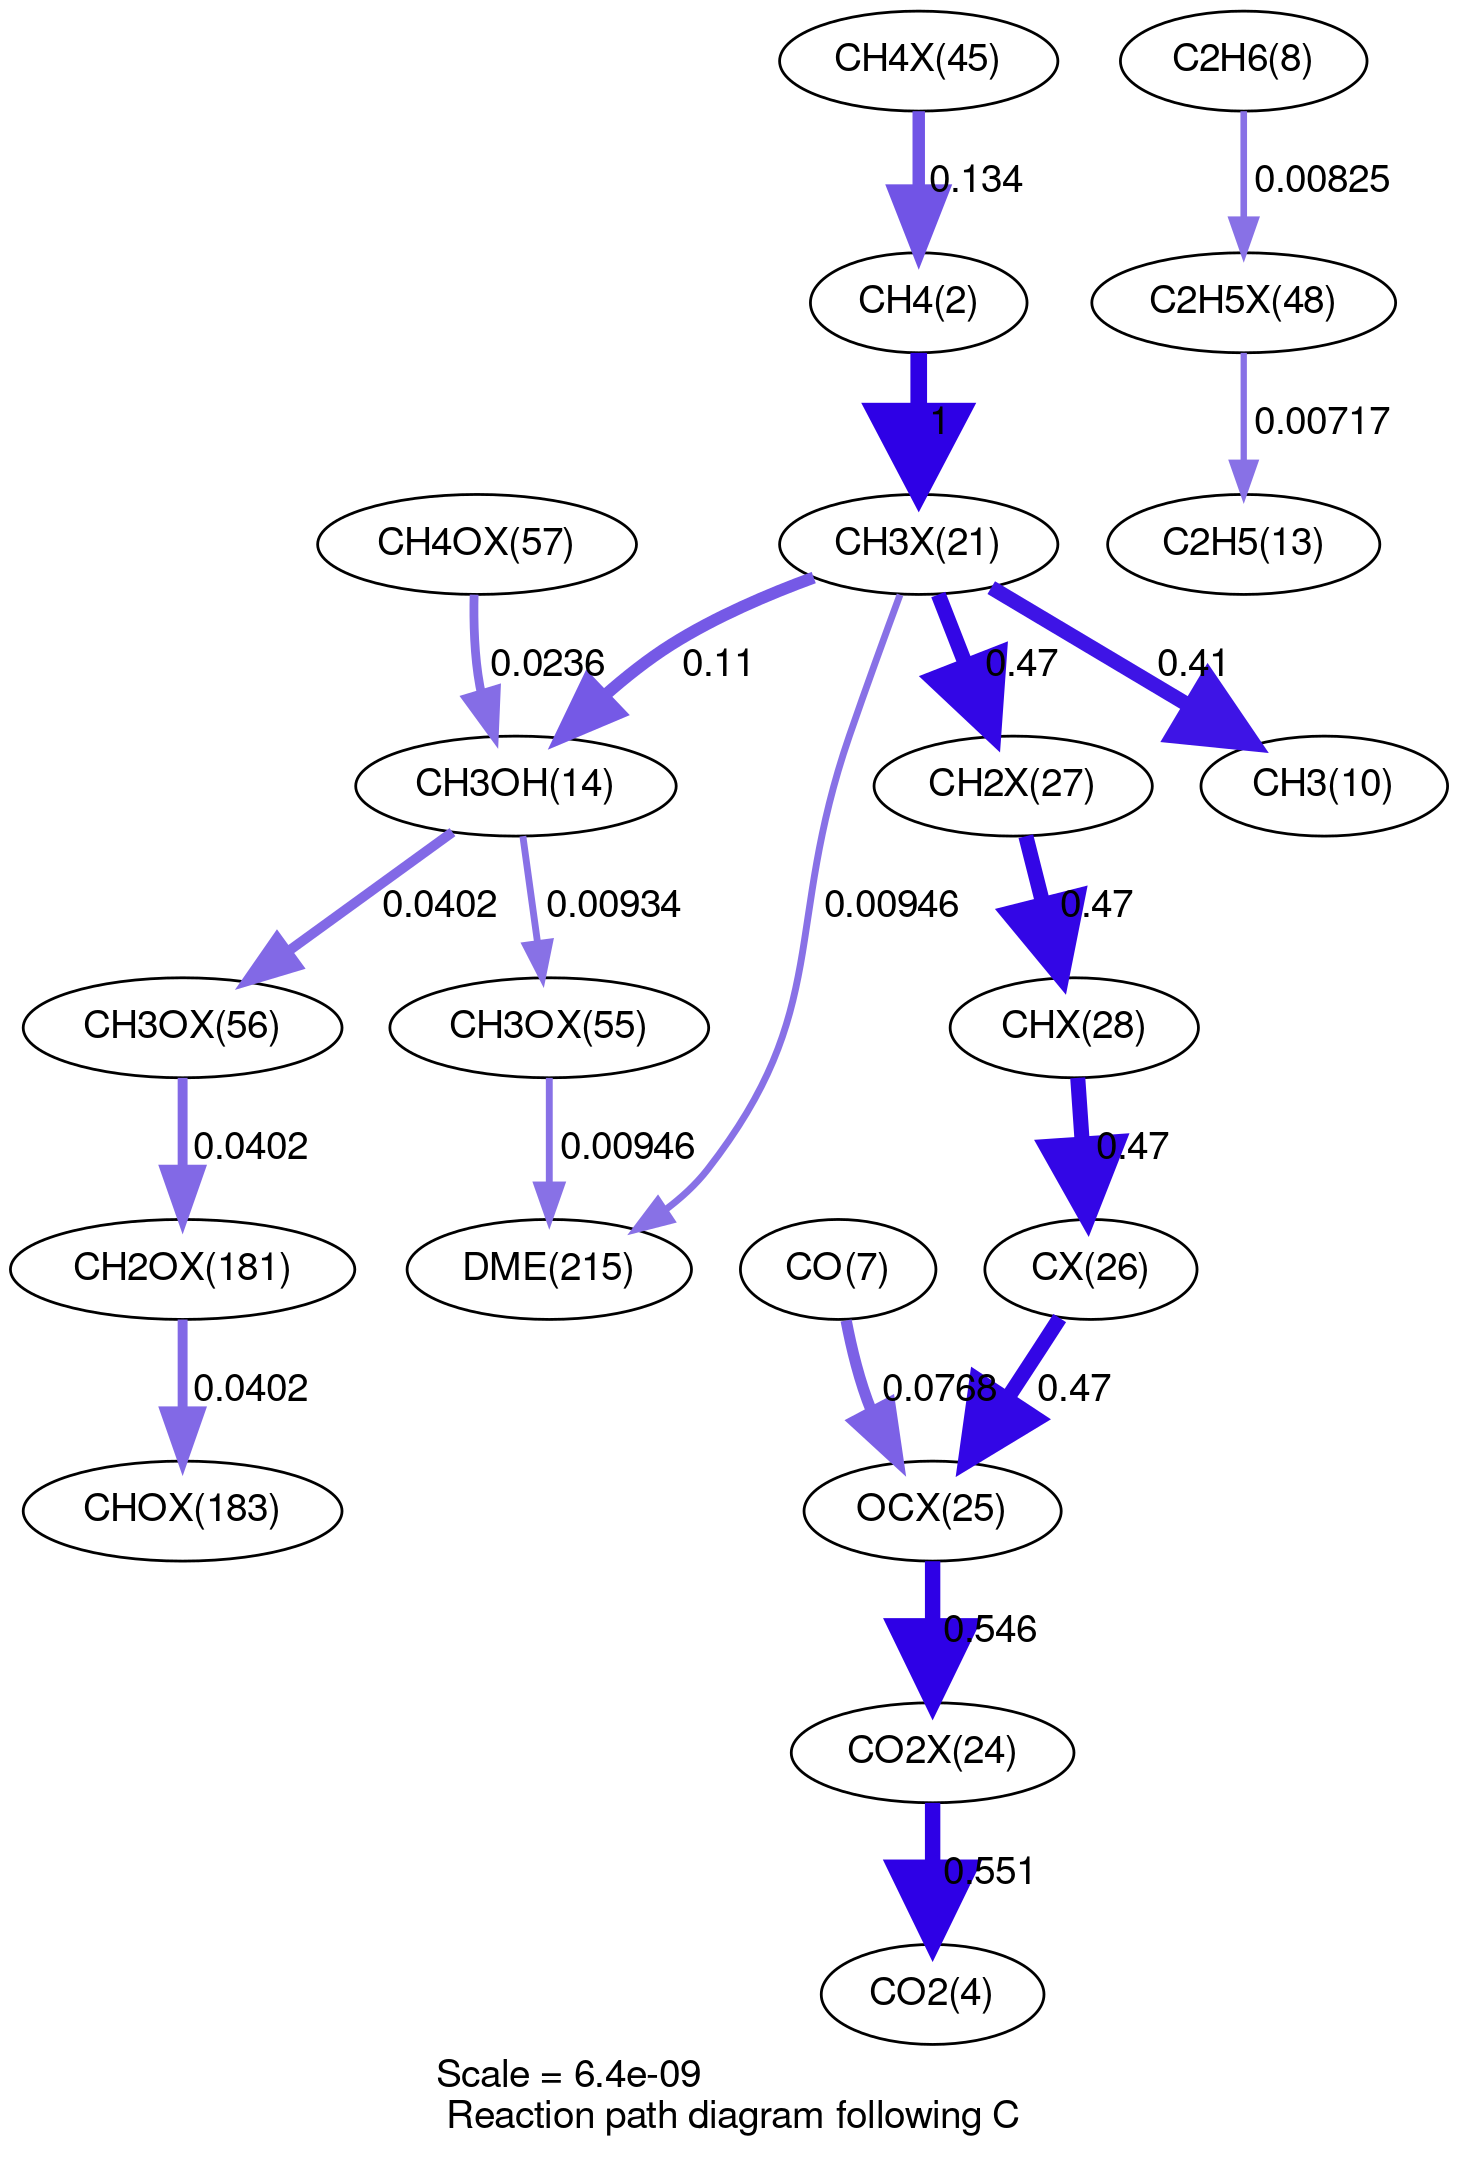 CH4X(45)
C2H6(8)
0.134
0.00825
CH4(2)
C2H5X(48)
1
0.00717
CH4OX(57)
CH3X(21)
C2H5(13)
0.0236
0.11
0.47
0.41
CH3OH(14)
CH2X(27)
CH3(10)
0.0402
0.00934
0.00946
0.47
CH3OX(56)
CH3OX(55)
CHX(28)
0.0402
0.00946
0.47
CH2OX(181)
DME(215)
CO(7)
CX(26)
0.0402
0.0768
0.47
CHOX(183)
OCX(25)
0.546
CO2X(24)
0.551
CO2(4)
Scale = 6.4e-09
Reaction path diagram following C